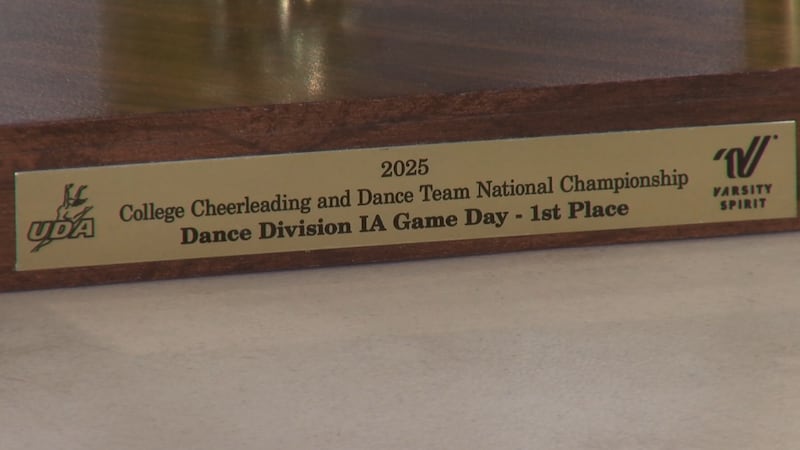 2025
College Cheerleading and Dance Team National Championship
Dance Division IA Game Day - 1st Place
UDA
VARSITY
SPIRIT